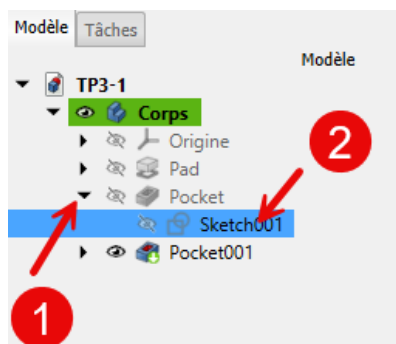 Modèle Tâches
Modèle
TP3-1
Corps
Origine
2
Pad
Pocket
Sketch001
Pocket001
1